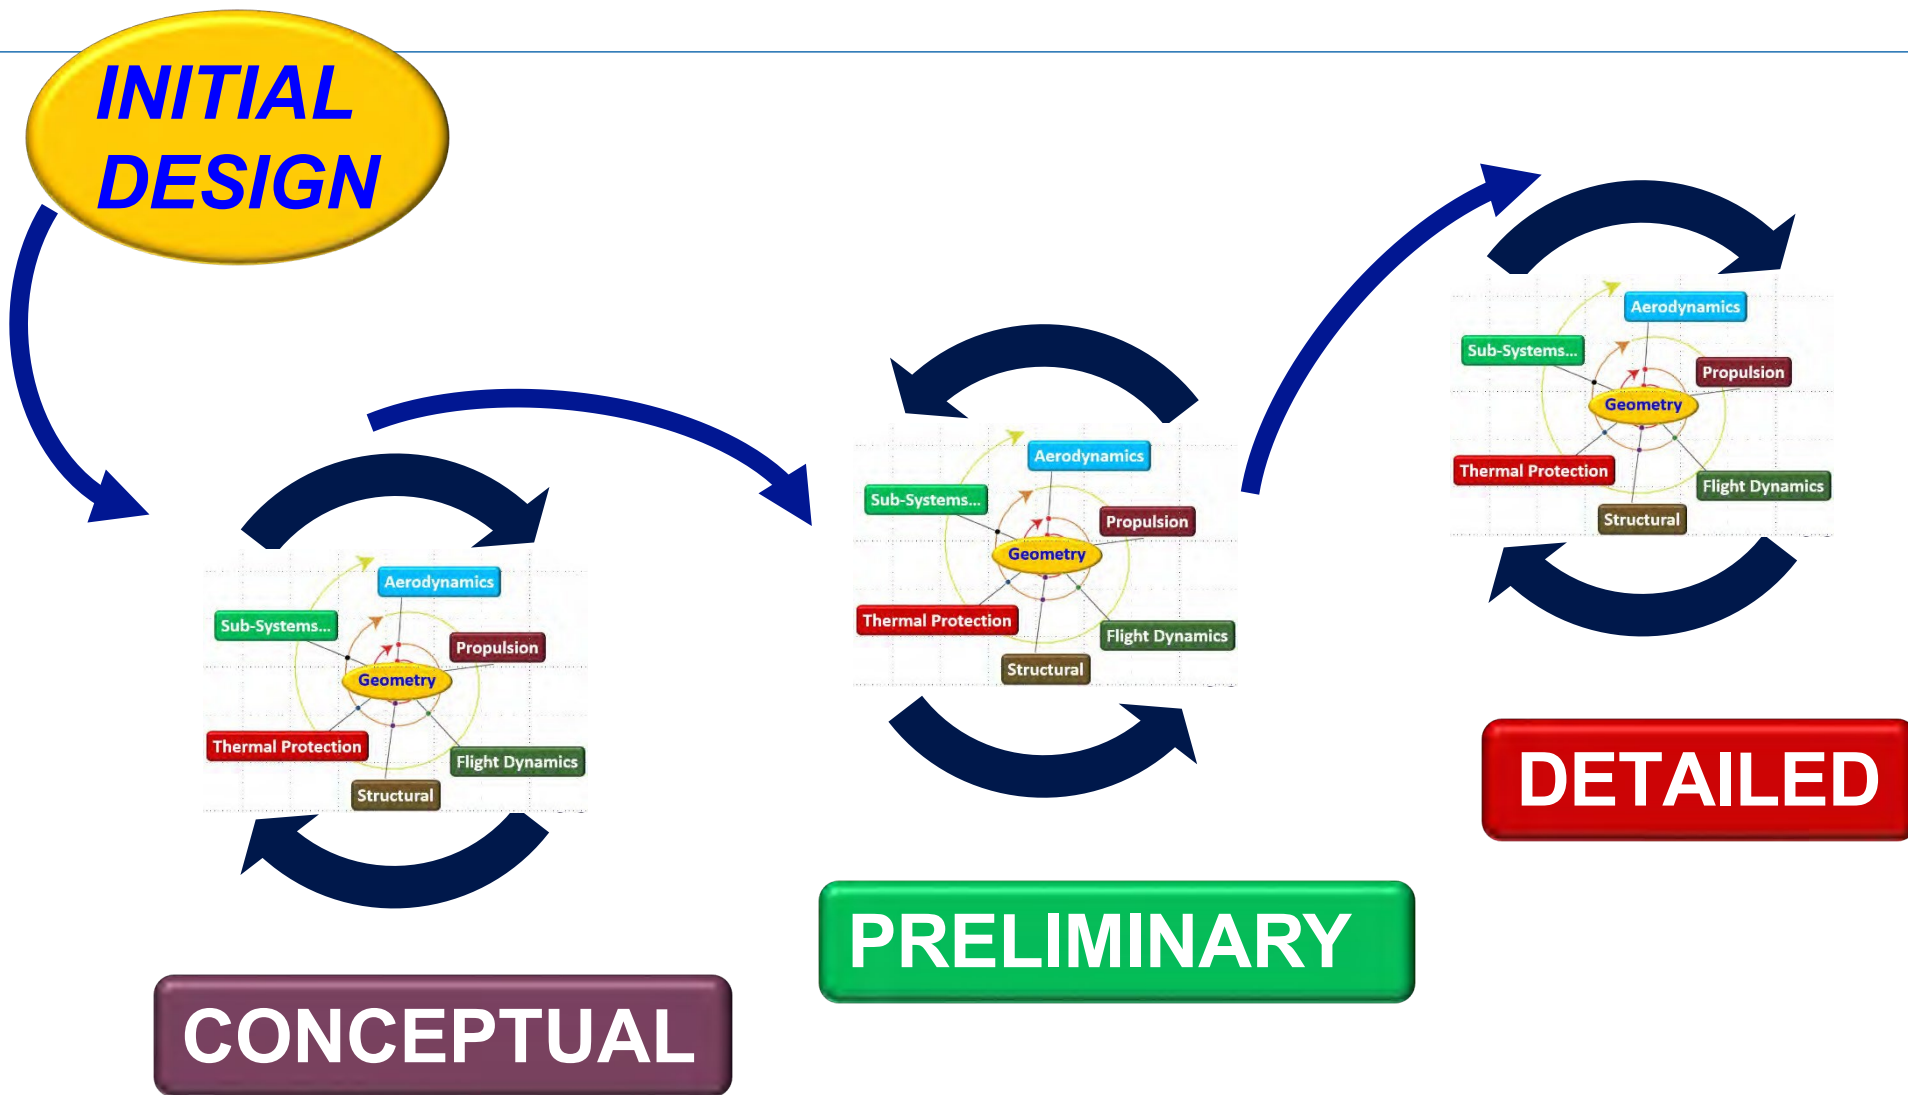 INITIAL
DESIGN
Aerodynamics
Sub-Systems...
Propulsion
Geometry
Thermal Protection
Flight Dynamics
Structural
CONCEPTUAL
Aerodynamics
Sub-Systems...
Propulsion
Geometry
Thermal Protection
Flight Dynamics
Structural
PRELIMINARY
Aerodynamics
Sub-Systems...
Propulsion
Geometry
Thermal Protection
Flight Dynamics
Structural
DETAILED